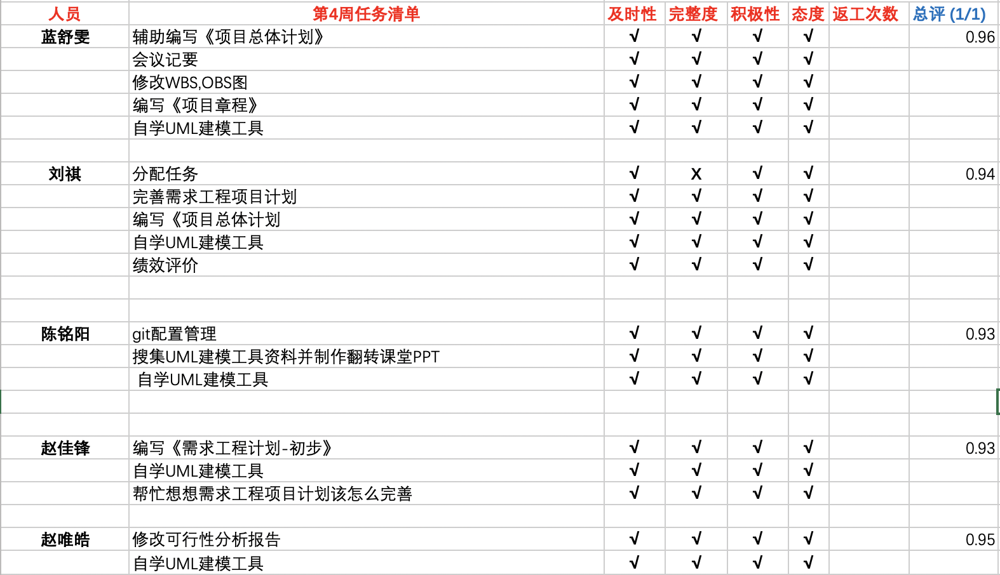 人员 第4周任务清单 及时性 完整度 积极性 态度 返工次数 总评 (1/1)
蓝舒雯 辅助编写《项目总体计划》 √ √ √ √ 0.96
会议记要 √ √ √ √
修改WBS,OBS图 √ √ √ √
编写《项目章程》 √ √ √ √
自学UML建模工具 √ √ √ √
刘祺 分配任务 √ X √ √ 0.94
完善需求工程项目计划 √ √ √ √
编写《项目总体计划 √ √ √ √
自学UML建模工具 √ √ √ √
绩效评价 √ √ √ √
陈铭阳 git配置管理 √ √ √ √ 0.93
搜集UML建模工具资料并制作翻转课堂PPT √ √ √ √
自学UML建模工具 √ √ √ √
赵佳锋 编写《需求工程计划-初步》 √ √ √ √ 0.93
自学UML建模工具 √ √ √ √
帮忙想想需求工程项目计划该怎么完善 √ √ √ √
赵唯皓 修改可行性分析报告 √ √ √ √ 0.95
自学UML建模工具 √ √ √ √